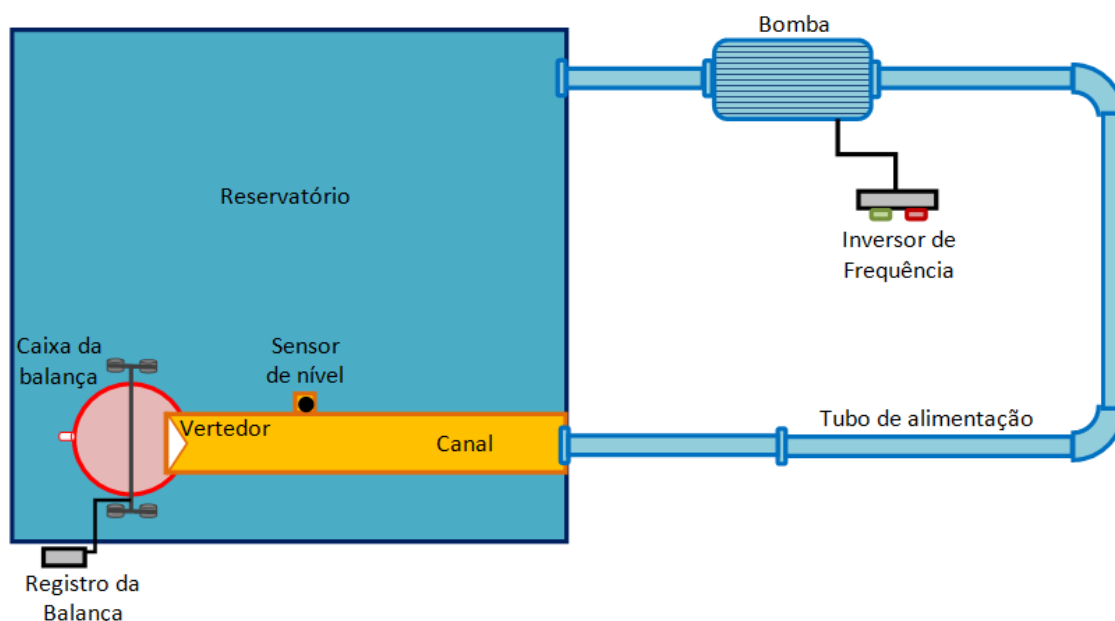 Bomba
Reservatório
Inversor de
Frequência
Caixa da
balança
Sensor
de nível
Vertedor
Canal
Tubo de alimentação
Registro da
Balanca